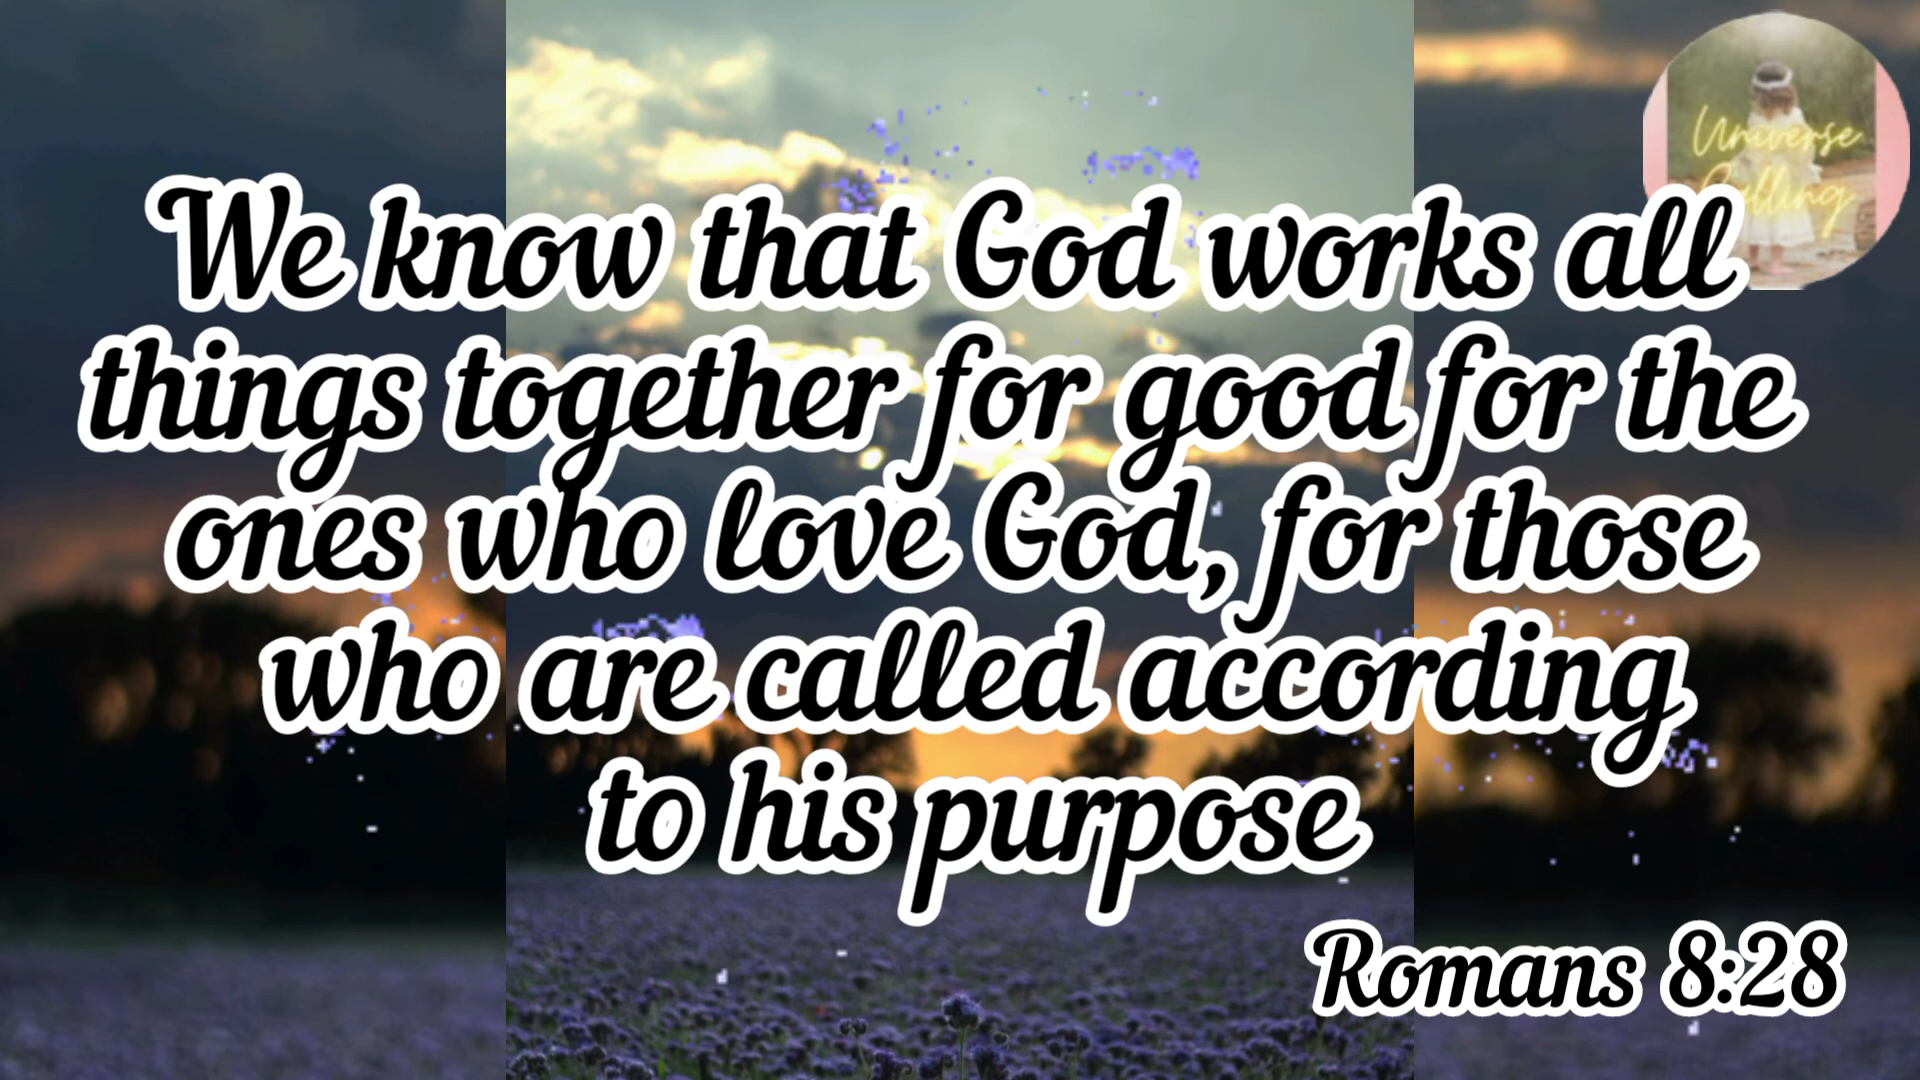 Universe
Calling
We know that God works all
things together for good for the
ones who love God, for those
who are called according
to his purpose
Romans 8:28